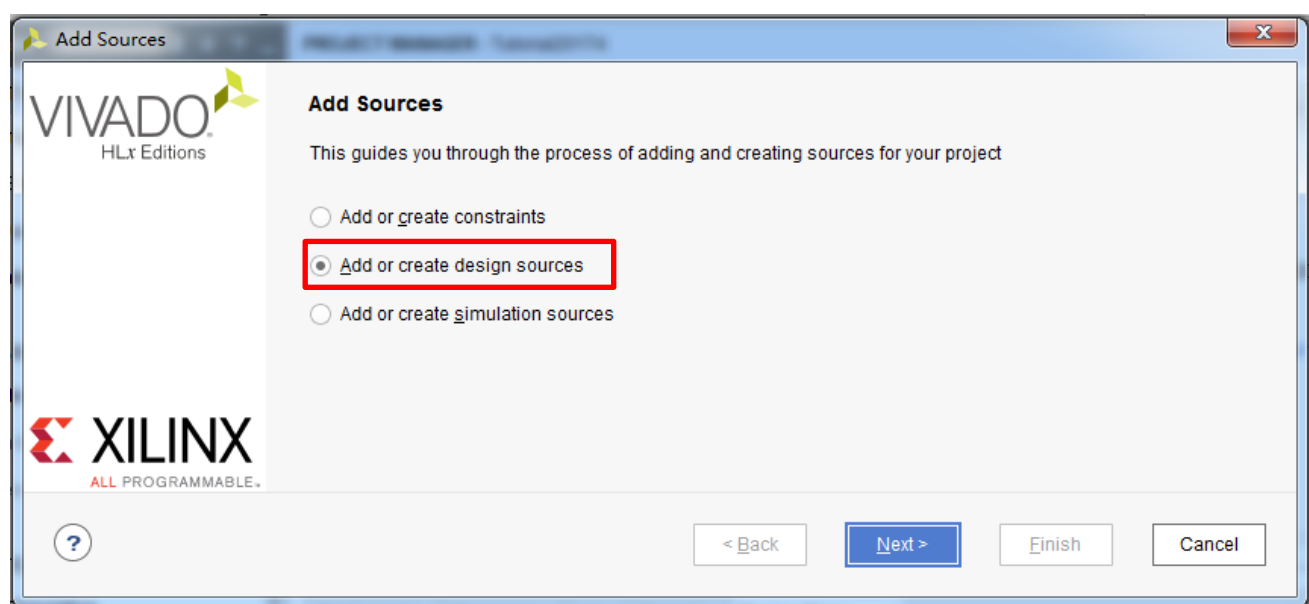 Add Sources
VIVADO.
HLx Editions
Add Sources
This guides you through the process of adding and creating sources for your project
Add or create constraints
Add or create design sources
Add or create simulation sources
XILINX
ALL PROGRAMMABLE.
?
< Back
Next >
Finish
Cancel